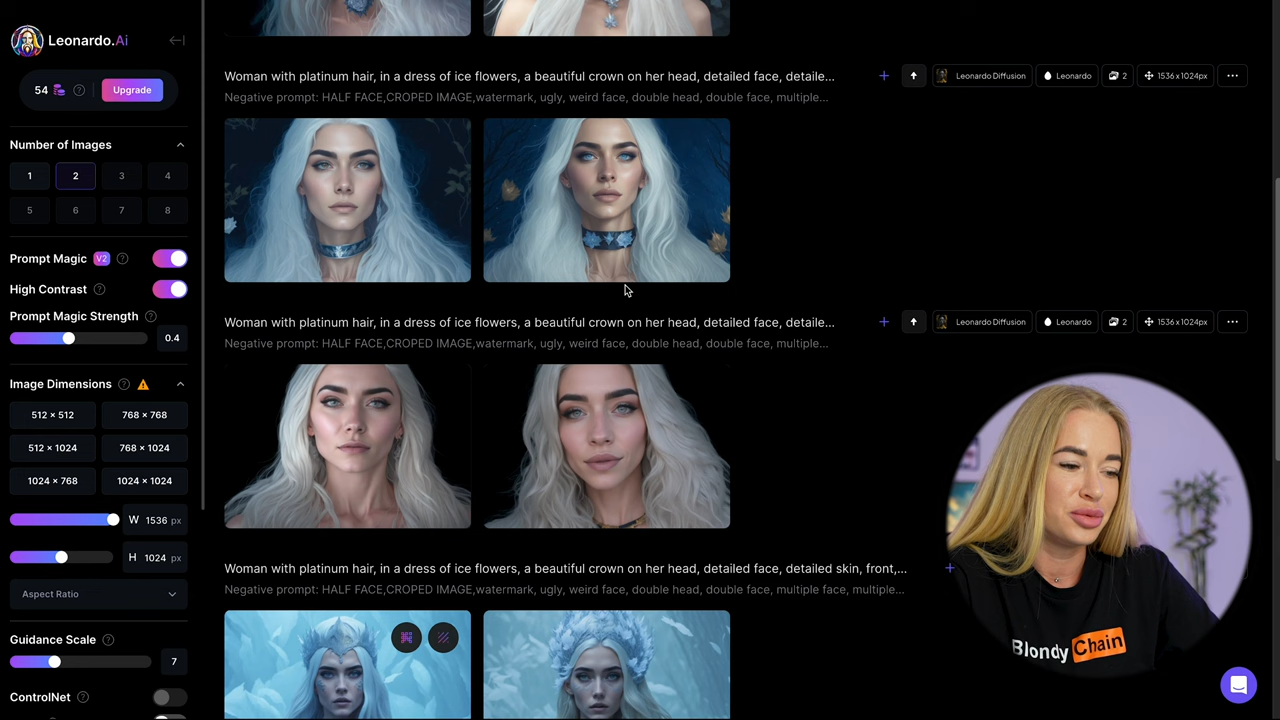 Leonardo.Ai
54
Upgrade
Number of Images
1
2
3
4
5
6
7
8
Prompt Magic V2
High Contrast
Prompt Magic Strength
0.4
Image Dimensions
512 × 512
768 × 768
512 × 1024
768 × 1024
1024 × 768
1024 × 1024
W 1536 px
H 1024 px
Aspect Ratio
Guidance Scale
7
ControlNet
Woman with platinum hair, in a dress of ice flowers, a beautiful crown on her head, detailed face, detaile...
Leonardo Diffusion
Leonardo
2
1536x1024px
Negative prompt: HALF FACE,CROPED IMAGE,watermark, ugly, weird face, double head, double face, multiple...
Woman with platinum hair, in a dress of ice flowers, a beautiful crown on her head, detailed face, detaile...
Leonardo Diffusion
Leonardo
2
1536x1024px
Negative prompt: HALF FACE,CROPED IMAGE,watermark, ugly, weird face, double head, double face, multiple...
Woman with platinum hair, in a dress of ice flowers, a beautiful crown on her head, detailed face, detailed skin, front,...
Negative prompt: HALF FACE,CROPED IMAGE,watermark, ugly, weird face, double head, double face, multiple face, multiple...
Blondy Chain